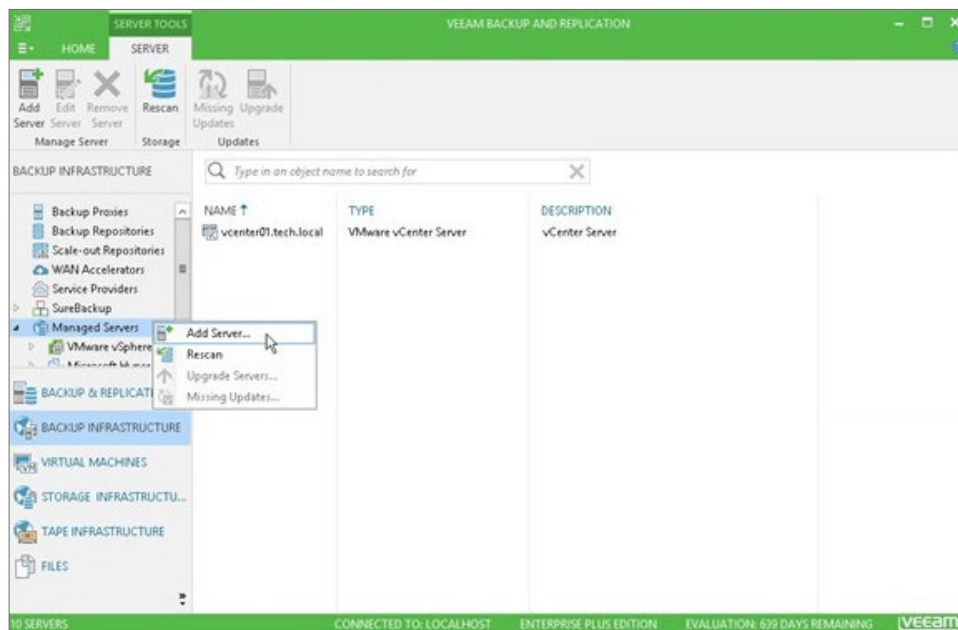 SERVER TOOLS
VEEAM BACKUP AND REPLICATION
HOME
SERVER
Add Server
Edit Server
Remove Server
Rescan
Missing Updates
Upgrade
Manage Server
Storage
Updates
BACKUP INFRASTRUCTURE
Type in an object name to search for
Backup Proxies
Backup Repositories
Scale-out Repositories
WAN Accelerators
Service Providers
SureBackup
Managed Servers
VMware vSphere
NAME
TYPE
DESCRIPTION
vcenter01.tech.local
VMware vCenter Server
vCenter Server
Add Server...
Rescan
Upgrade Servers...
Missing Updates...
BACKUP & REPLICATI
BACKUP INFRASTRUCTURE
VIRTUAL MACHINES
STORAGE INFRASTRUCTU...
TAPE INFRASTRUCTURE
FILES
10 SERVERS
CONNECTED TO: LOCALHOST
ENTERPRISE PLUS EDITION
EVALUATION: 639 DAYS REMAINING
veeam